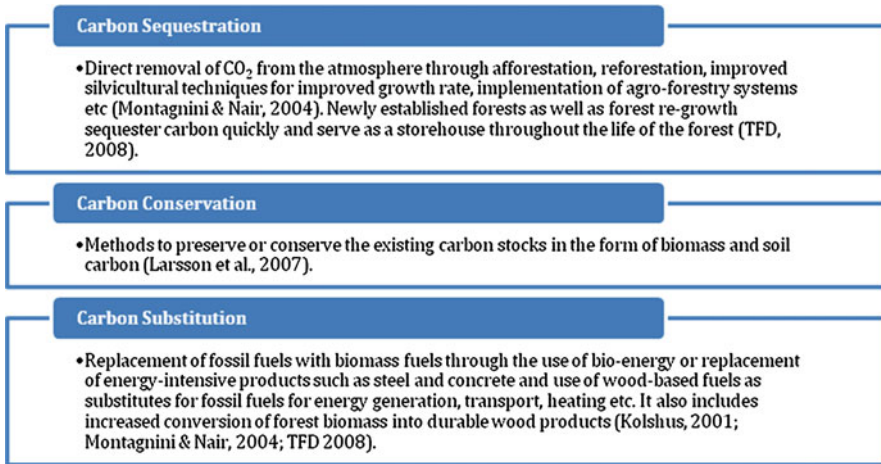 Carbon Sequestration
•Direct removal of CO₂ from the atmosphere through afforestation, reforestation, improved
silvicultural techniques for improved growth rate, implementation of agro-forestry systems
etc (Montagnini & Nair, 2004). Newly established forests as well as forest re-growth
sequester carbon quickly and serve as a storehouse throughout the life of the forest (TFD,
2008).
Carbon Conservation
•Methods to preserve or conserve the existing carbon stocks in the form of biomass and soil
carbon (Larsson et al., 2007).
Carbon Substitution
•Replacement of fossil fuels with biomass fuels through the use of bio-energy or replacement
of energy-intensive products such as steel and concrete and use of wood-based fuels as
substitutes for fossil fuels for energy generation, transport, heating etc. It also includes
increased conversion of forest biomass into durable wood products (Kolshus, 2001;
Montagnini & Nair, 2004; TFD 2008).